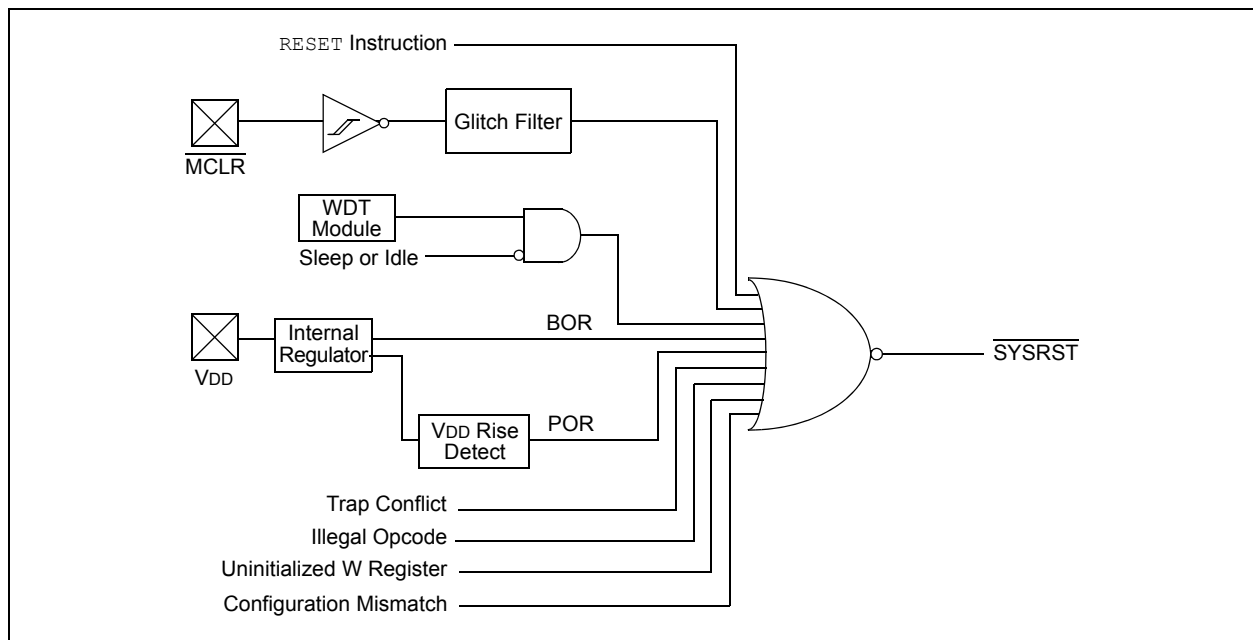 RESET Instruction
Glitch Filter
MCLR
WDT
Module
Sleep or Idle
BOR
Internal
Regulator
SYSRST
VDD
POR
VDD Rise
Detect
Trap Conflict
Illegal Opcode
Uninitialized W Register
Configuration Mismatch